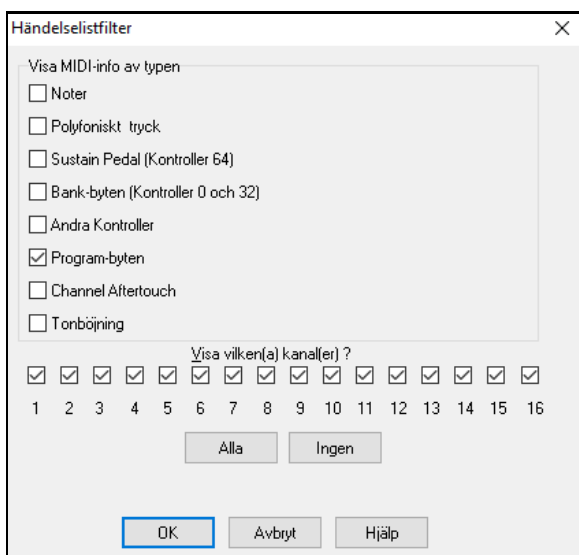 Händelselistfilter
Visa MIDI-info av typen
Noter
Polyfoniskt tryck
Sustain Pedal (Kontroller 64)
Bank-byten (Kontroller 0 och 32)
Andra Kontroller
Program-byten
Channel Aftertouch
Tonböjning
Visa vilken(a) kanal(er) ?
1 2 3 4 5 6 7 8 9 10 11 12 13 14 15 16
Alla Ingen
OK Avbryt Hjälp